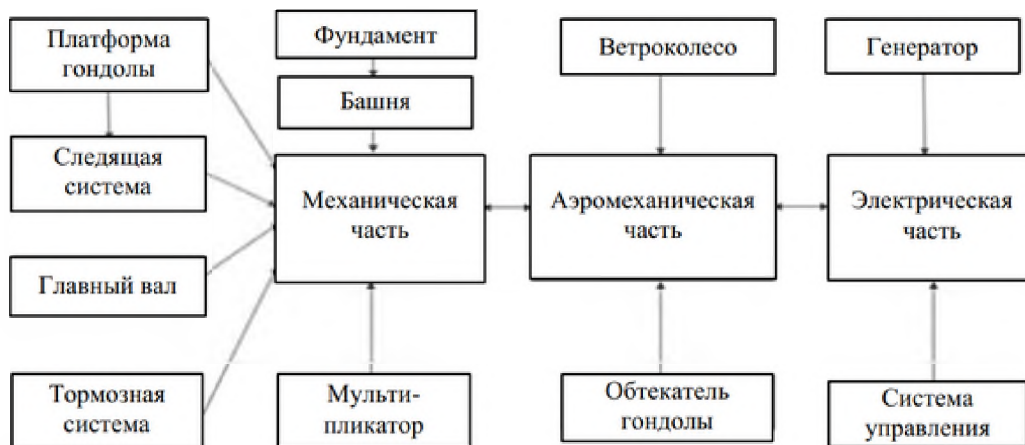 Платформа
гондолы
Фундамент
Ветроколесо
Генератор
Башня
Следящая
система
Механическая
часть
Аэромеханическая
часть
Электрическая
часть
Главный вал
Тормозная
система
Мульти-
пликатор
Обтекатель
гондолы
Система
управления